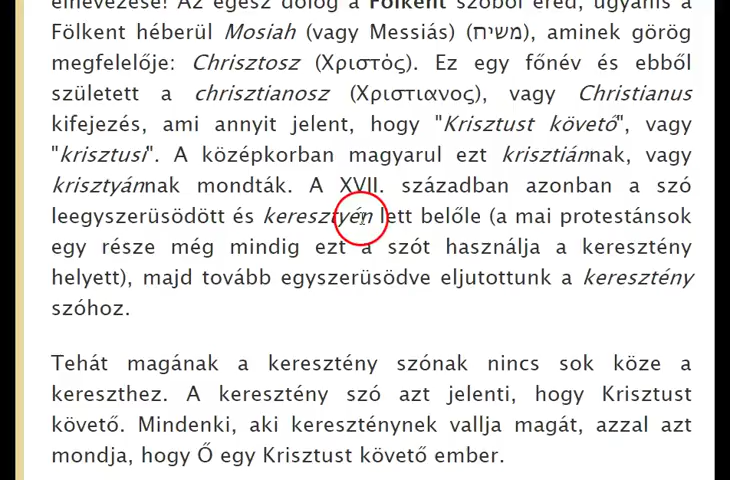 elnevezése! Az egész dolog a Fölkent szóból ered, ugyanis a
Fölkent héberül Mosiah (vagy Messiás) (משיח), aminek görög
megfelelője: Chrisztosz (Χριστός). Ez egy főnév és ebből
született a chrisztianosz (Χριστιανος), vagy Christianus
kifejezés, ami annyit jelent, hogy "Krisztust követő", vagy
"krisztusi". A középkorban magyarul ezt krisztiánnak, vagy
krisztyánnak mondták. A XVII. században azonban a szó
leegyszerüsödött és keresztyén lett belőle (a mai protestánsok
egy része még mindig ezt a szót használja a keresztény
helyett), majd tovább egyszerüsödve eljutottunk a keresztény
szóhoz.
Tehát magának a keresztény szónak nincs sok köze a
kereszthez. A keresztény szó azt jelenti, hogy Krisztust
követő. Mindenki, aki kereszténynek vallja magát, azzal azt
mondja, hogy Ő egy Krisztust követő ember.